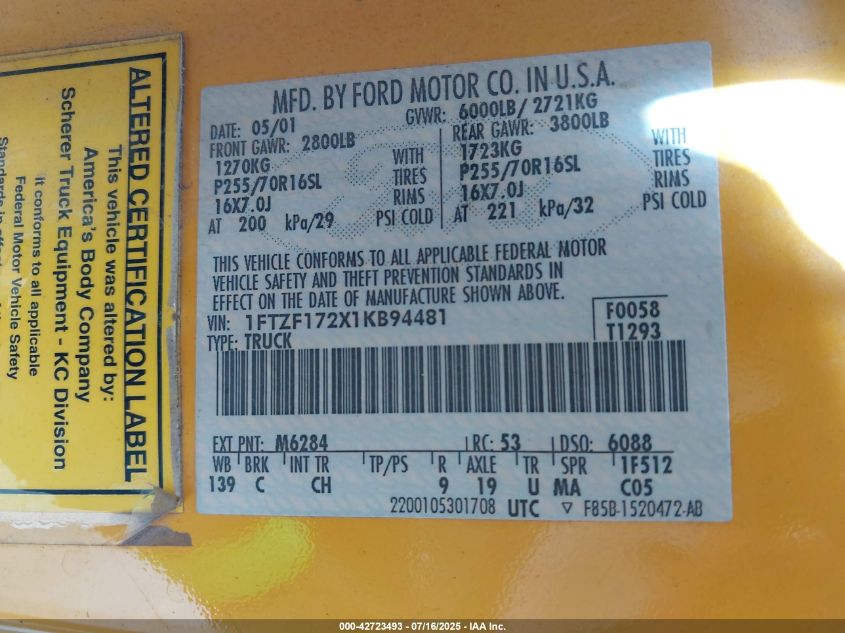 ALTERED CERTIFICATION LABEL
This vehicle was altered by:
America's Body Company
Scherer Truck Equipment - KC Division
It conforms to all applicable
Federal Motor Vehicle Safety
MFD. BY FORD MOTOR CO. IN U.S.A.
DATE: 05/01 GVWR: 6000LB/ 2721KG
FRONT GAWR: 2800LB REAR GAWR: 3800LB
1270KG WITH 1723KG WITH
P255/70R16SL TIRES P255/70R16SL TIRES
16X7.0J RIMS 16X7.0J RIMS
AT 200 kPa/29 PSI COLD AT 221 kPa/32 PSI COLD
THIS VEHICLE CONFORMS TO ALL APPLICABLE FEDERAL MOTOR
VEHICLE SAFETY AND THEFT PREVENTION STANDARDS IN
EFFECT ON THE DATE OF MANUFACTURE SHOWN ABOVE.
VIN: 1FTZF172X1KB94481 F0058
TYPE: TRUCK T1293
EXT PNT: M6284 RC: 53 DSO: 6088
WB BRK INT TR TP/PS R AXLE TR SPR 1F512
139 C CH 9 19 U MA C05
2200105301708 UTC ▽ F85B-1520472-AB
000-42723493 - 07/16/2025 - IAA Inc.